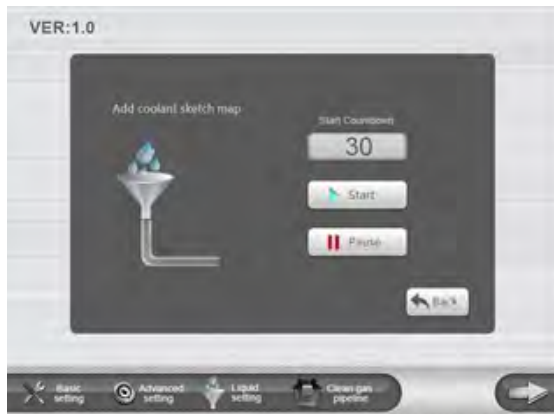 VER:1.0
Add coolant sketch map
Start Countdown
30
Start
Pause
Back
Basic
setting
Advanced
setting
Liquid
setting
Clean gan
pipeline